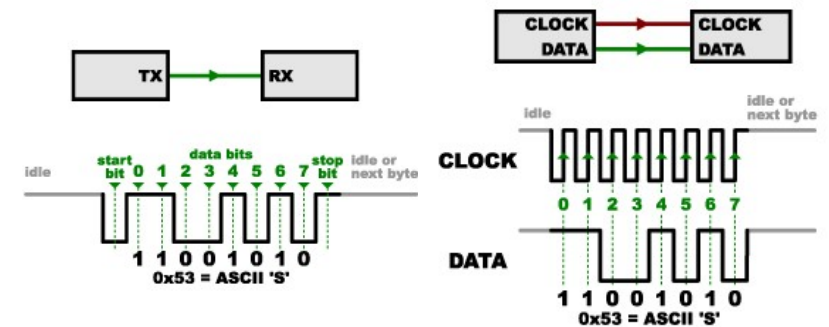 TX RX
idle
start bit
data bits
0 1 2 3 4 5 6 7
stop bit
idle or
next byte
1 1 0 0 1 0 1 0
0x53 = ASCII 'S'
CLOCK CLOCK
DATA DATA
idle
idle or
next byte
CLOCK
0 1 2 3 4 5 6 7
DATA
1 1 0 0 1 0 1 0
0x53 = ASCII 'S'